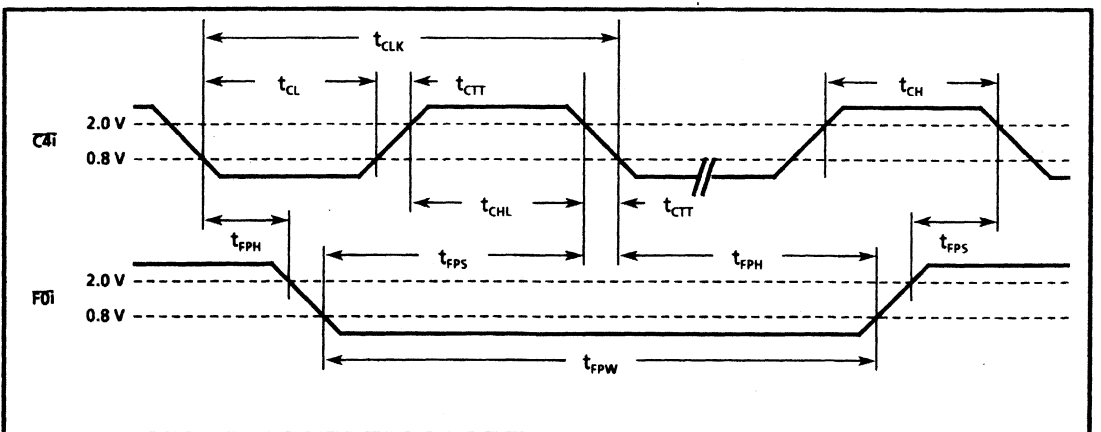 tCLK
tCL
tCTT
tCH
2.0 V
C4i
0.8 V
tCHL
tCTT
tFPH
tFPS
tFPH
tFPS
2.0 V
F0i
0.8 V
tFPW